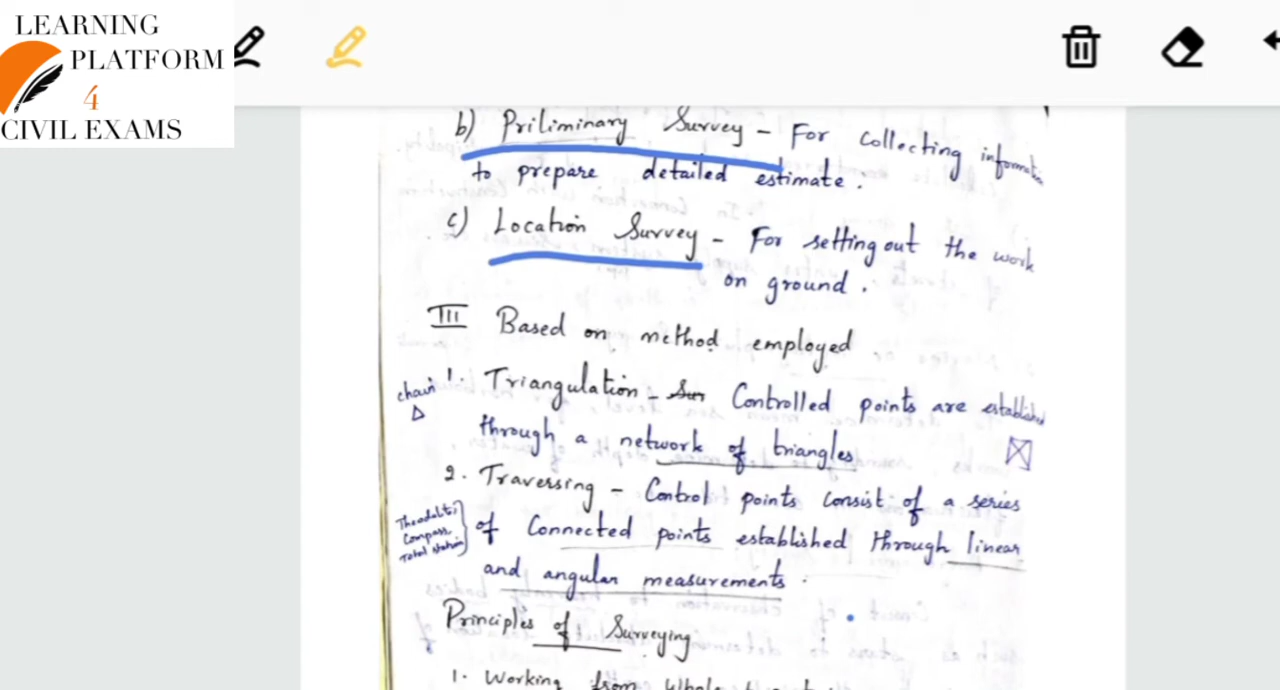 LEARNING
PLATFORM
4
CIVIL EXAMS
b) Priliminary Survey - For collecting information
to prepare detailed estimate.
c) Location Survey - For setting out the work
on ground.
III Based on method employed
chain
1. Triangulation - Controlled points are established
through a network of triangles
2. Traversing - Control points consist of a series
Compass
Total station
of Connected points established through linear
and angular measurements.
Principles of Surveying
1. Working from Whole